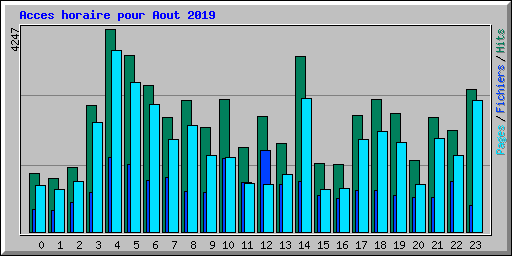 Acces horaire pour Aout 2019
4247
Pages/Fichiers/Hits
0 1 2 3 4 5 6 7 8 9 10 11 12 13 14 15 16 17 18 19 20 21 22 23